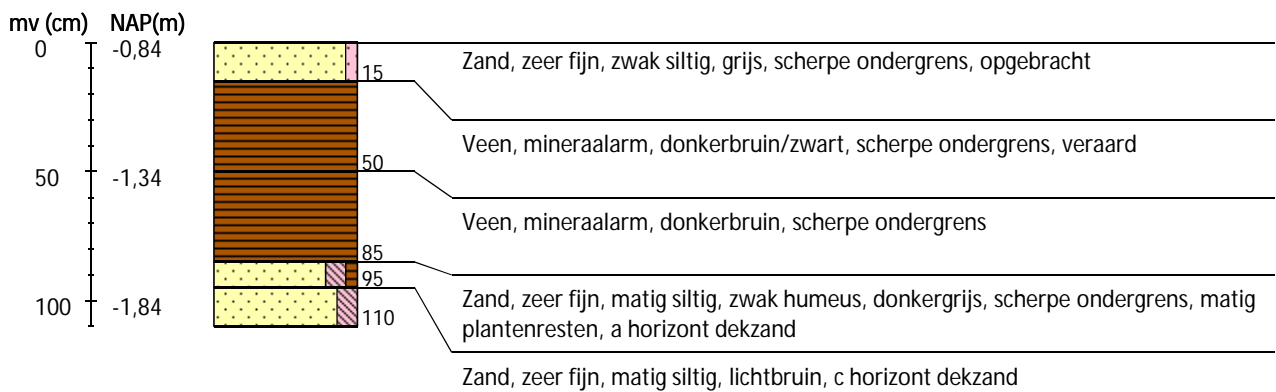 mv (cm) NAP(m)
0 -0,84
Zand, zeer fijn, zwak siltig, grijs, scherpe ondergrens, opgebracht
15
Veen, mineraalarm, donkerbruin/zwart, scherpe ondergrens, veraard
50
50 -1,34
Veen, mineraalarm, donkerbruin, scherpe ondergrens
85
95
Zand, zeer fijn, matig siltig, zwak humeus, donkergrijs, scherpe ondergrens, matig
plantenresten, a horizont dekzand
100 -1,84
110
Zand, zeer fijn, matig siltig, lichtbruin, c horizont dekzand